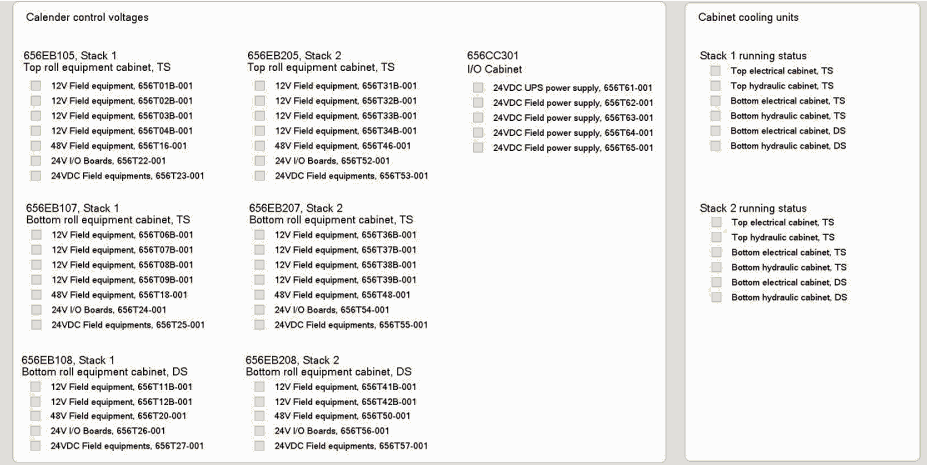 Calender control voltages
656EB105, Stack 1
Top roll equipment cabinet, TS
12V Field equipment, 656T01B-001
12V Field equipment, 656T02B-001
12V Field equipment, 656T03B-001
12V Field equipment, 656T04B-001
48V Field equipment, 656T16-001
24V I/O Boards, 656T22-001
24VDC Field equipments, 656T23-001
656EB107, Stack 1
Bottom roll equipment cabinet, TS
12V Field equipment, 656T06B-001
12V Field equipment, 656T07B-001
12V Field equipment, 656T08B-001
12V Field equipment, 656T09B-001
48V Field equipment, 656T18-001
24V I/O Boards, 656T24-001
24VDC Field equipments, 656T25-001
656EB108, Stack 1
Bottom roll equipment cabinet, DS
12V Field equipment, 656T11B-001
12V Field equipment, 656T12B-001
48V Field equipment, 656T20-001
24V I/O Boards, 656T26-001
24VDC Field equipments, 656T27-001
656EB205, Stack 2
Top roll equipment cabinet, TS
12V Field equipment, 656T31B-001
12V Field equipment, 656T32B-001
12V Field equipment, 656T33B-001
12V Field equipment, 656T34B-001
48V Field equipment, 656T46-001
24V I/O Boards, 656T52-001
24VDC Field equipments, 656T53-001
656EB207, Stack 2
Bottom roll equipment cabinet, TS
12V Field equipment, 656T36B-001
12V Field equipment, 656T37B-001
12V Field equipment, 656T38B-001
12V Field equipment, 656T39B-001
48V Field equipment, 656T48-001
24V I/O Boards, 656T54-001
24VDC Field equipments, 656T55-001
656EB208, Stack 2
Bottom roll equipment cabinet, DS
12V Field equipment, 656T41B-001
12V Field equipment, 656T42B-001
48V Field equipment, 656T50-001
24V I/O Boards, 656T56-001
24VDC Field equipments, 656T57-001
656CC301
I/O Cabinet
24VDC UPS power supply, 656T61-001
24VDC Field power supply, 656T62-001
24VDC Field power supply, 656T63-001
24VDC Field power supply, 656T64-001
24VDC Field power supply, 656T65-001
Cabinet cooling units
Stack 1 running status
Top electrical cabinet, TS
Top hydraulic cabinet, TS
Bottom electrical cabinet, TS
Bottom hydraulic cabinet, TS
Bottom electrical cabinet, DS
Bottom hydraulic cabinet, DS
Stack 2 running status
Top electrical cabinet, TS
Top hydraulic cabinet, TS
Bottom electrical cabinet, TS
Bottom hydraulic cabinet, TS
Bottom electrical cabinet, DS
Bottom hydraulic cabinet, DS